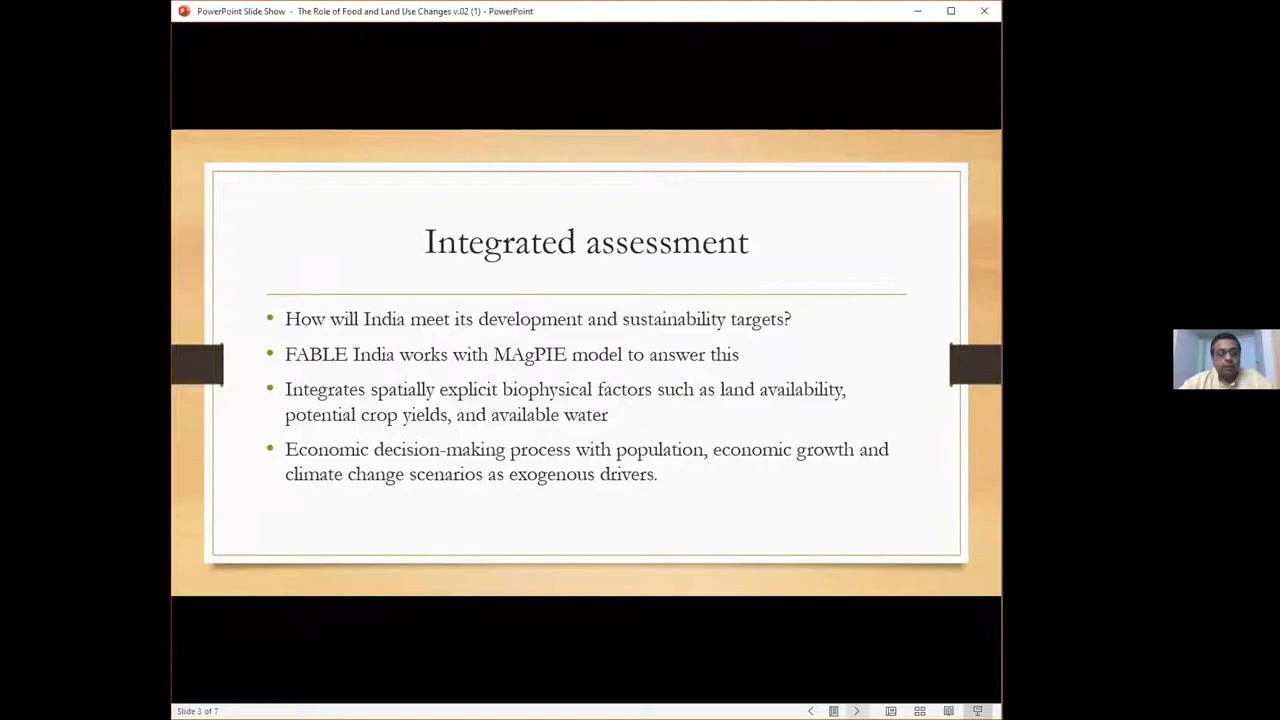 PowerPoint Slide Show - The Role of Food and Land Use Changes v.02 (1) - PowerPoint
Integrated assessment
• How will India meet its development and sustainability targets?
• FABLE India works with MAgPIE model to answer this
• Integrates spatially explicit biophysical factors such as land availability,
potential crop yields, and available water
• Economic decision-making process with population, economic growth and
climate change scenarios as exogenous drivers.
Slide 3 of 7